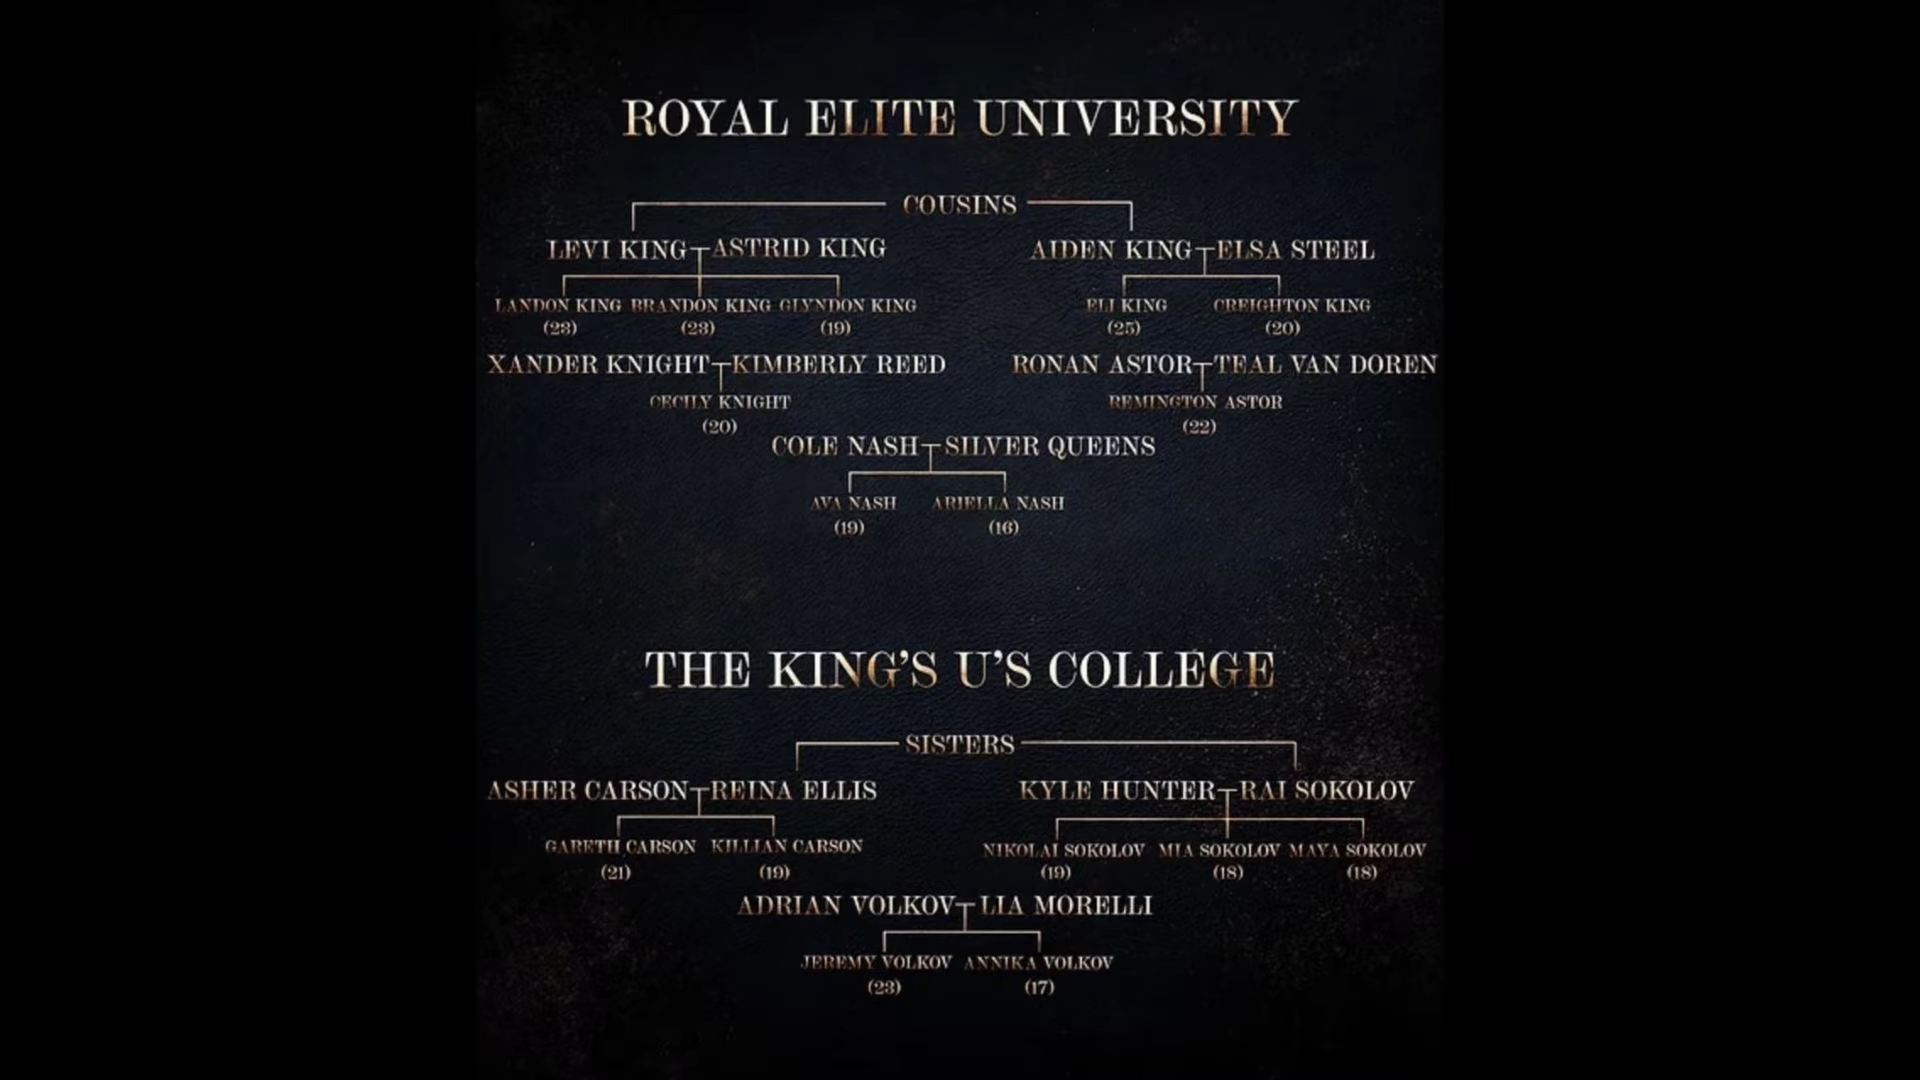 ROYAL ELITE UNIVERSITY
COUSINS
LEVI KING ASTRID KING AIDEN KING ELSA STEEL
LANDON KING BRANDON KING GLYNDON KING ELI KING CREIGHTON KING
(23) (23) (19) (25) (20)
XANDER KNIGHT KIMBERLY REED RONAN ASTOR TEAL VAN DOREN
CECILY KNIGHT REMINGTON ASTOR
(20) (22)
COLE NASH SILVER QUEENS
AVA NASH ARIELLA NASH
(19) (16)
THE KING'S U'S COLLEGE
SISTERS
ASHER CARSON REINA ELLIS KYLE HUNTER RAI SOKOLOV
GARETH CARSON KILLIAN CARSON NIKOLAI SOKOLOV MIA SOKOLOV MAYA SOKOLOV
(21) (19) (19) (18) (18)
ADRIAN VOLKOV LIA MORELLI
JEREMY VOLKOV ANNIKA VOLKOV
(23) (17)